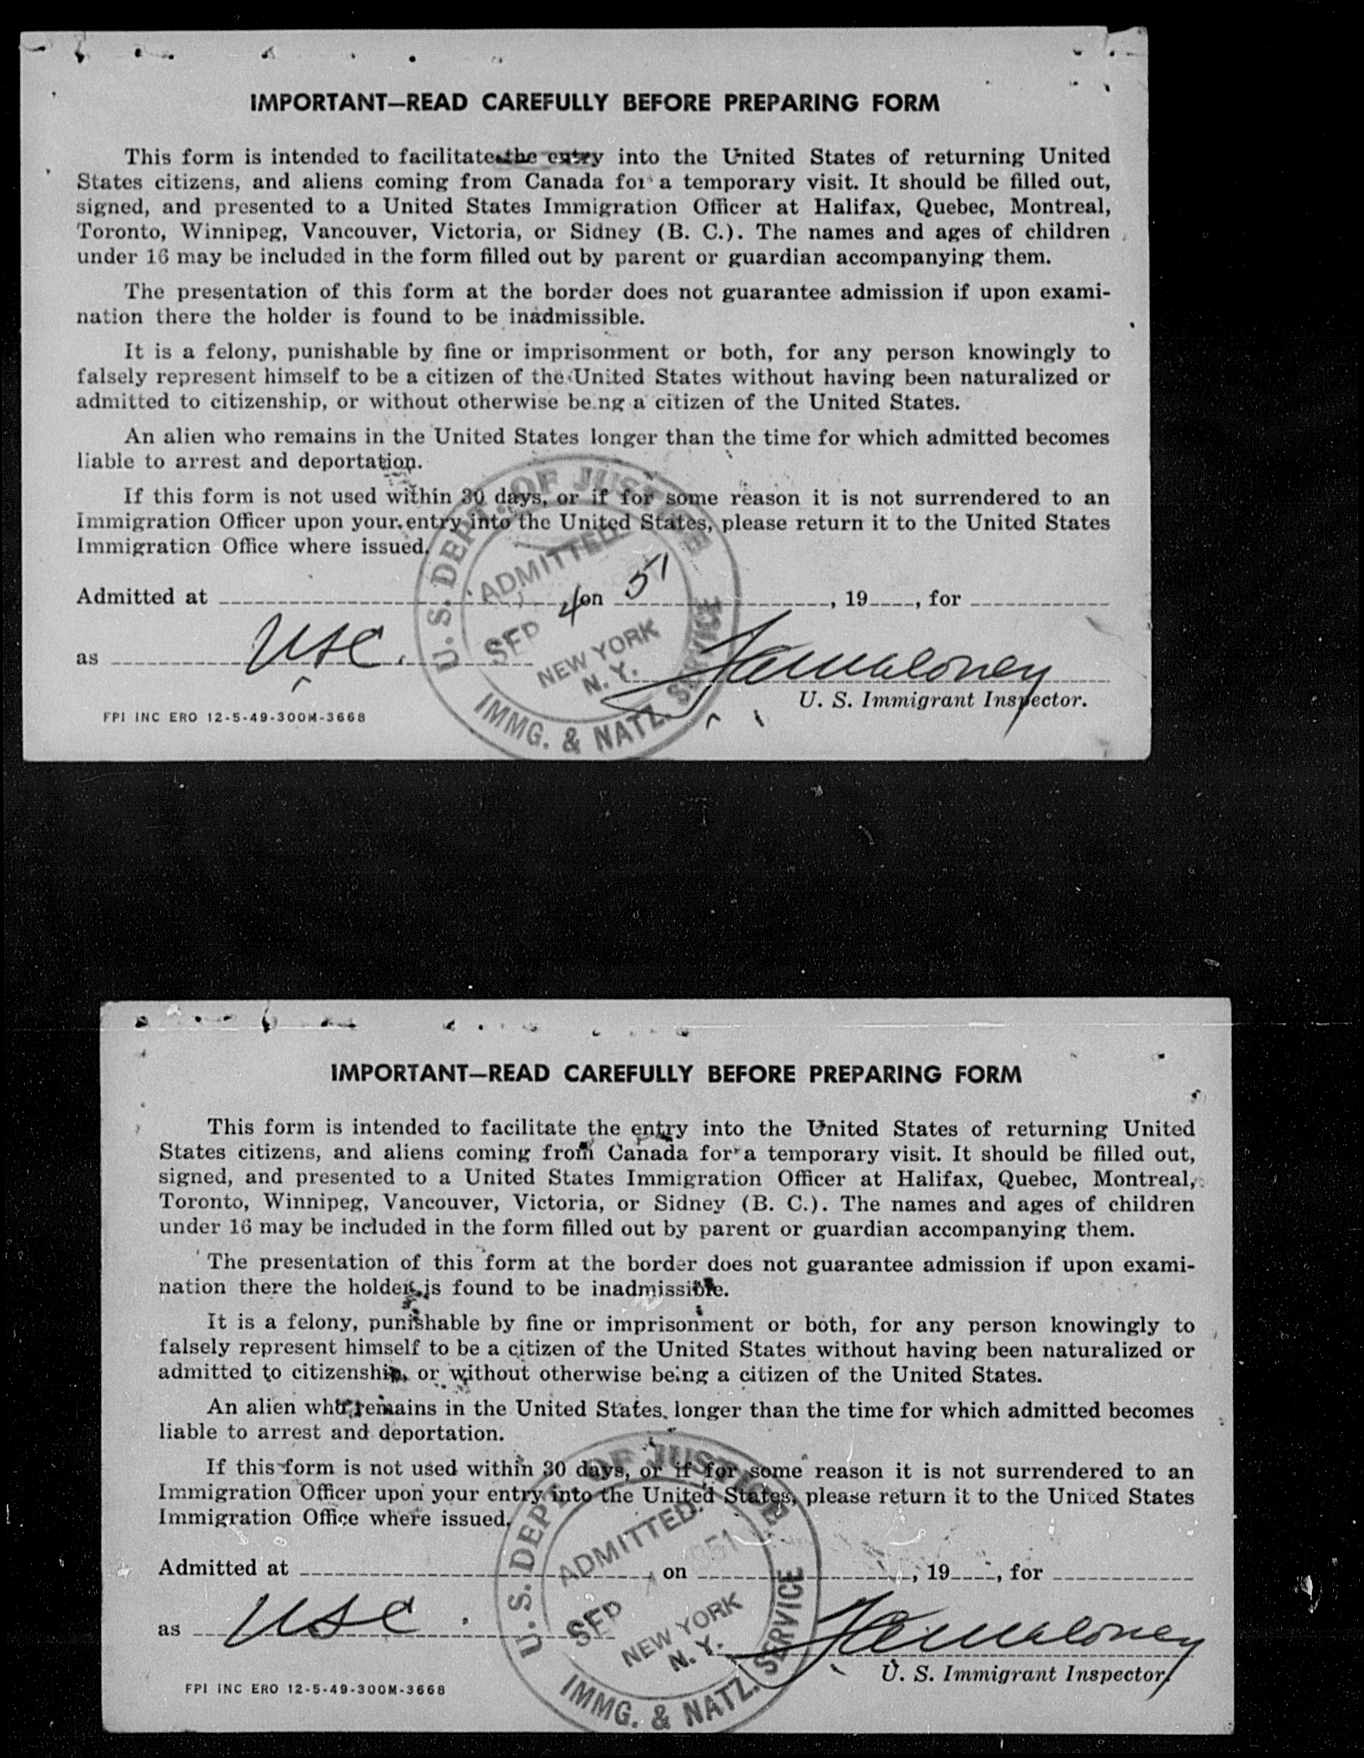 IMPORTANT—READ CAREFULLY BEFORE PREPARING FORM
This form is intended to facilitate the entry into the United States of returning United
States citizens, and aliens coming from Canada for a temporary visit. It should be filled out,
signed, and presented to a United States Immigration Officer at Halifax, Quebec, Montreal,
Toronto, Winnipeg, Vancouver, Victoria, or Sidney (B. C.). The names and ages of children
under 16 may be included in the form filled out by parent or guardian accompanying them.
The presentation of this form at the border does not guarantee admission if upon exami-
nation there the holder is found to be inadmissible.
It is a felony, punishable by fine or imprisonment or both, for any person knowingly to
falsely represent himself to be a citizen of the United States without having been naturalized or
admitted to citizenship, or without otherwise being a citizen of the United States.
An alien who remains in the United States longer than the time for which admitted becomes
liable to arrest and deportation.
If this form is not used within 30 days, or if for some reason it is not surrendered to an
Immigration Officer upon your entry into the United States, please return it to the United States
Immigration Office where issued.
U. S. DEPT. OF JUSTICE
IMMG. & NATZ. SERVICE
ADMITTED
SEP 4 51
NEW YORK
N. Y.
Admitted at on , 19 , for
as USC.
Famaloney
U. S. Immigrant Inspector.
FPI INC ERO 12-5-49-300M-3668
IMPORTANT—READ CAREFULLY BEFORE PREPARING FORM
This form is intended to facilitate the entry into the United States of returning United
States citizens, and aliens coming from Canada for a temporary visit. It should be filled out,
signed, and presented to a United States Immigration Officer at Halifax, Quebec, Montreal,
Toronto, Winnipeg, Vancouver, Victoria, or Sidney (B. C.). The names and ages of children
under 16 may be included in the form filled out by parent or guardian accompanying them.
The presentation of this form at the border does not guarantee admission if upon exami-
nation there the holder is found to be inadmissible.
It is a felony, punishable by fine or imprisonment or both, for any person knowingly to
falsely represent himself to be a citizen of the United States without having been naturalized or
admitted to citizenship, or without otherwise being a citizen of the United States.
An alien who remains in the United States longer than the time for which admitted becomes
liable to arrest and deportation.
If this form is not used within 30 days, or if for some reason it is not surrendered to an
Immigration Officer upon your entry into the United States, please return it to the United States
Immigration Office where issued.
U. S. DEPT. OF JUSTICE
IMMG. & NATZ. SERVICE
ADMITTED
SEP
NEW YORK
N. Y.
Admitted at , on , 19 , for
as USC.
Famaloney
U. S. Immigrant Inspector.
FPI INC ERO 12-5-49-300M-3668